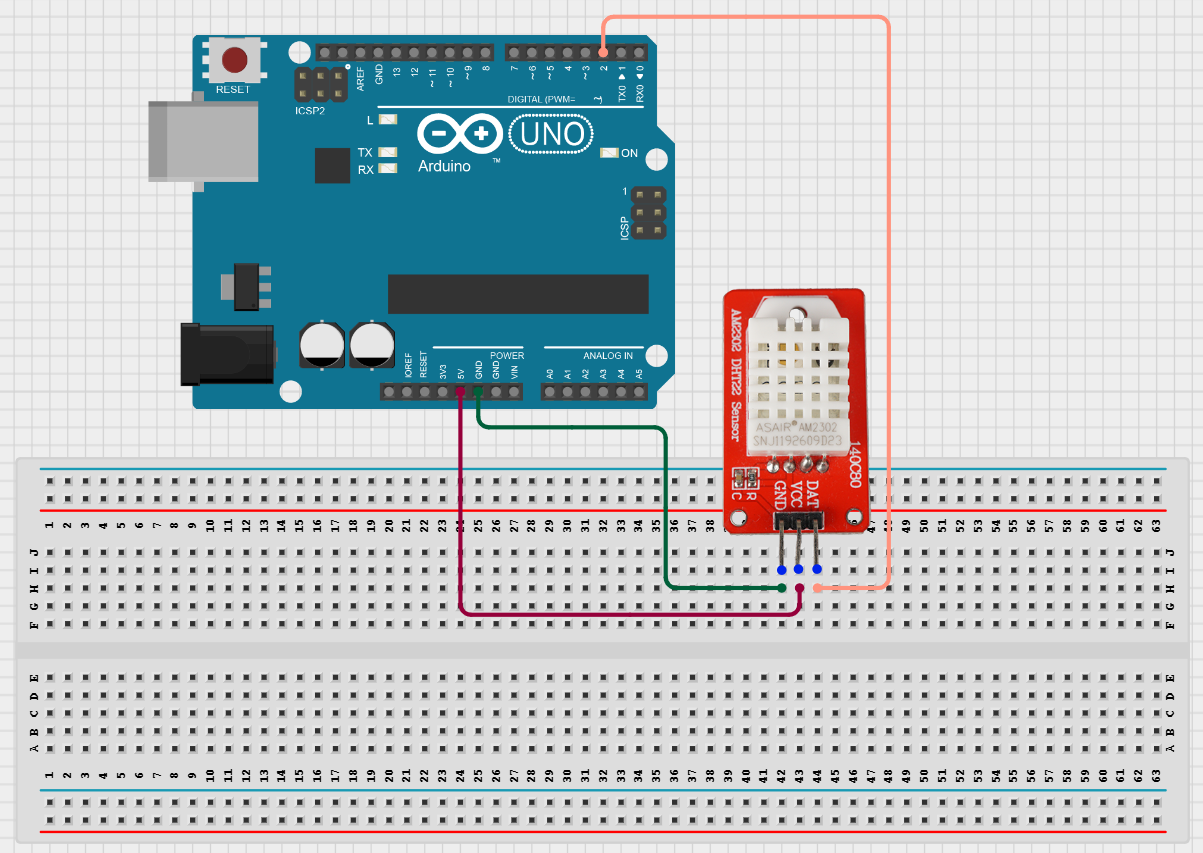 RESET
ICSP2
AREF
GND
13
12
~11
~10
~9
8
7
~6
~5
4
~3
2
TX0 ▶ 1
RX0 ◀ 0
DIGITAL (PWM=
L
TX
RX
UNO
Arduino
™
ON
1
ICSP
IOREF
RESET
3V3
5V
GND
GND
VIN
POWER
ANALOG IN
A0
A1
A2
A3
A4
A5
AM2302 DHT22 Sensor
ASAIR® AM2302
SNJ1192609D23
140C80
C
R
GND
VCC
DAT
1 2 3 4 5 6 7 8 9 10 11 12 13 14 15 16 17 18 19 20 21 22 23 24 25 26 27 28 29 30 31 32 33 34 35 36 37 38 47 48 49 50 51 52 53 54 55 56 57 58 59 60 61 62 63
J J
I I
H H
G G
F F
E E
D D
C C
B B
A A
1 2 3 4 5 6 7 8 9 10 11 12 13 14 15 16 17 18 19 20 21 22 23 24 25 26 27 28 29 30 31 32 33 34 35 36 37 38 39 40 41 42 43 44 45 46 47 48 49 50 51 52 53 54 55 56 57 58 59 60 61 62 63